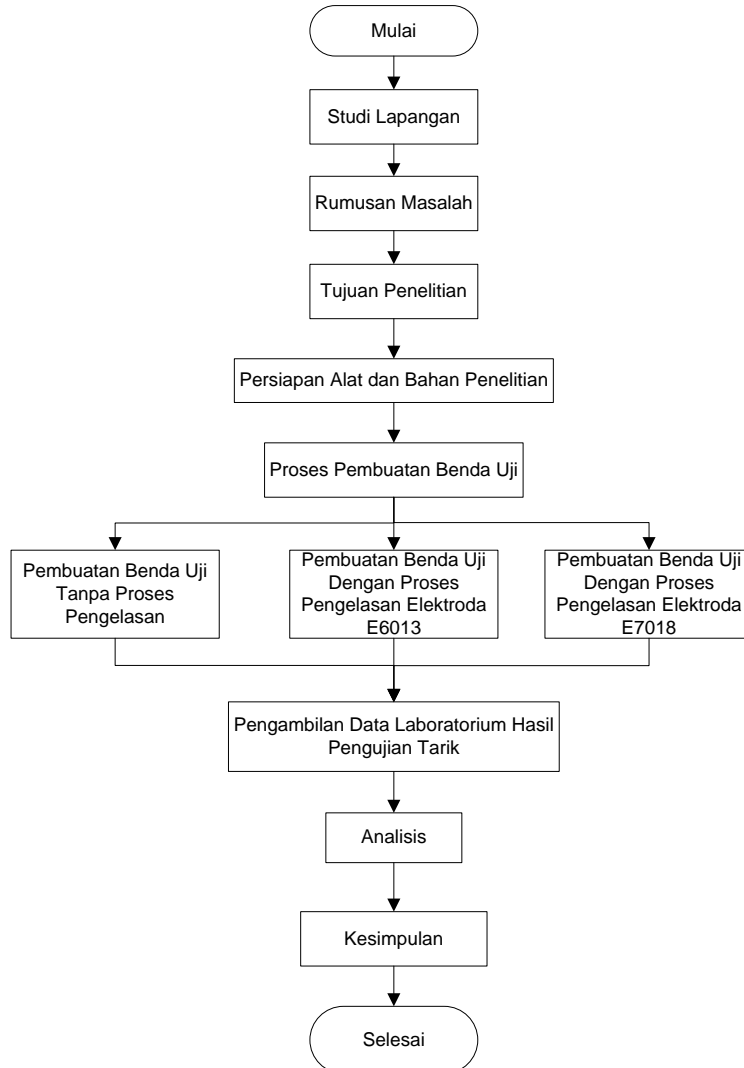 Mulai
Studi Lapangan
Rumusan Masalah
Tujuan Penelitian
Persiapan Alat dan Bahan Penelitian
Proses Pembuatan Benda Uji
Pembuatan Benda Uji
Tanpa Proses
Pengelasan
Pembuatan Benda Uji
Dengan Proses
Pengelasan Elektroda
E6013
Pembuatan Benda Uji
Dengan Proses
Pengelasan Elektroda
E7018
Pengambilan Data Laboratorium Hasil
Pengujian Tarik
Analisis
Kesimpulan
Selesai